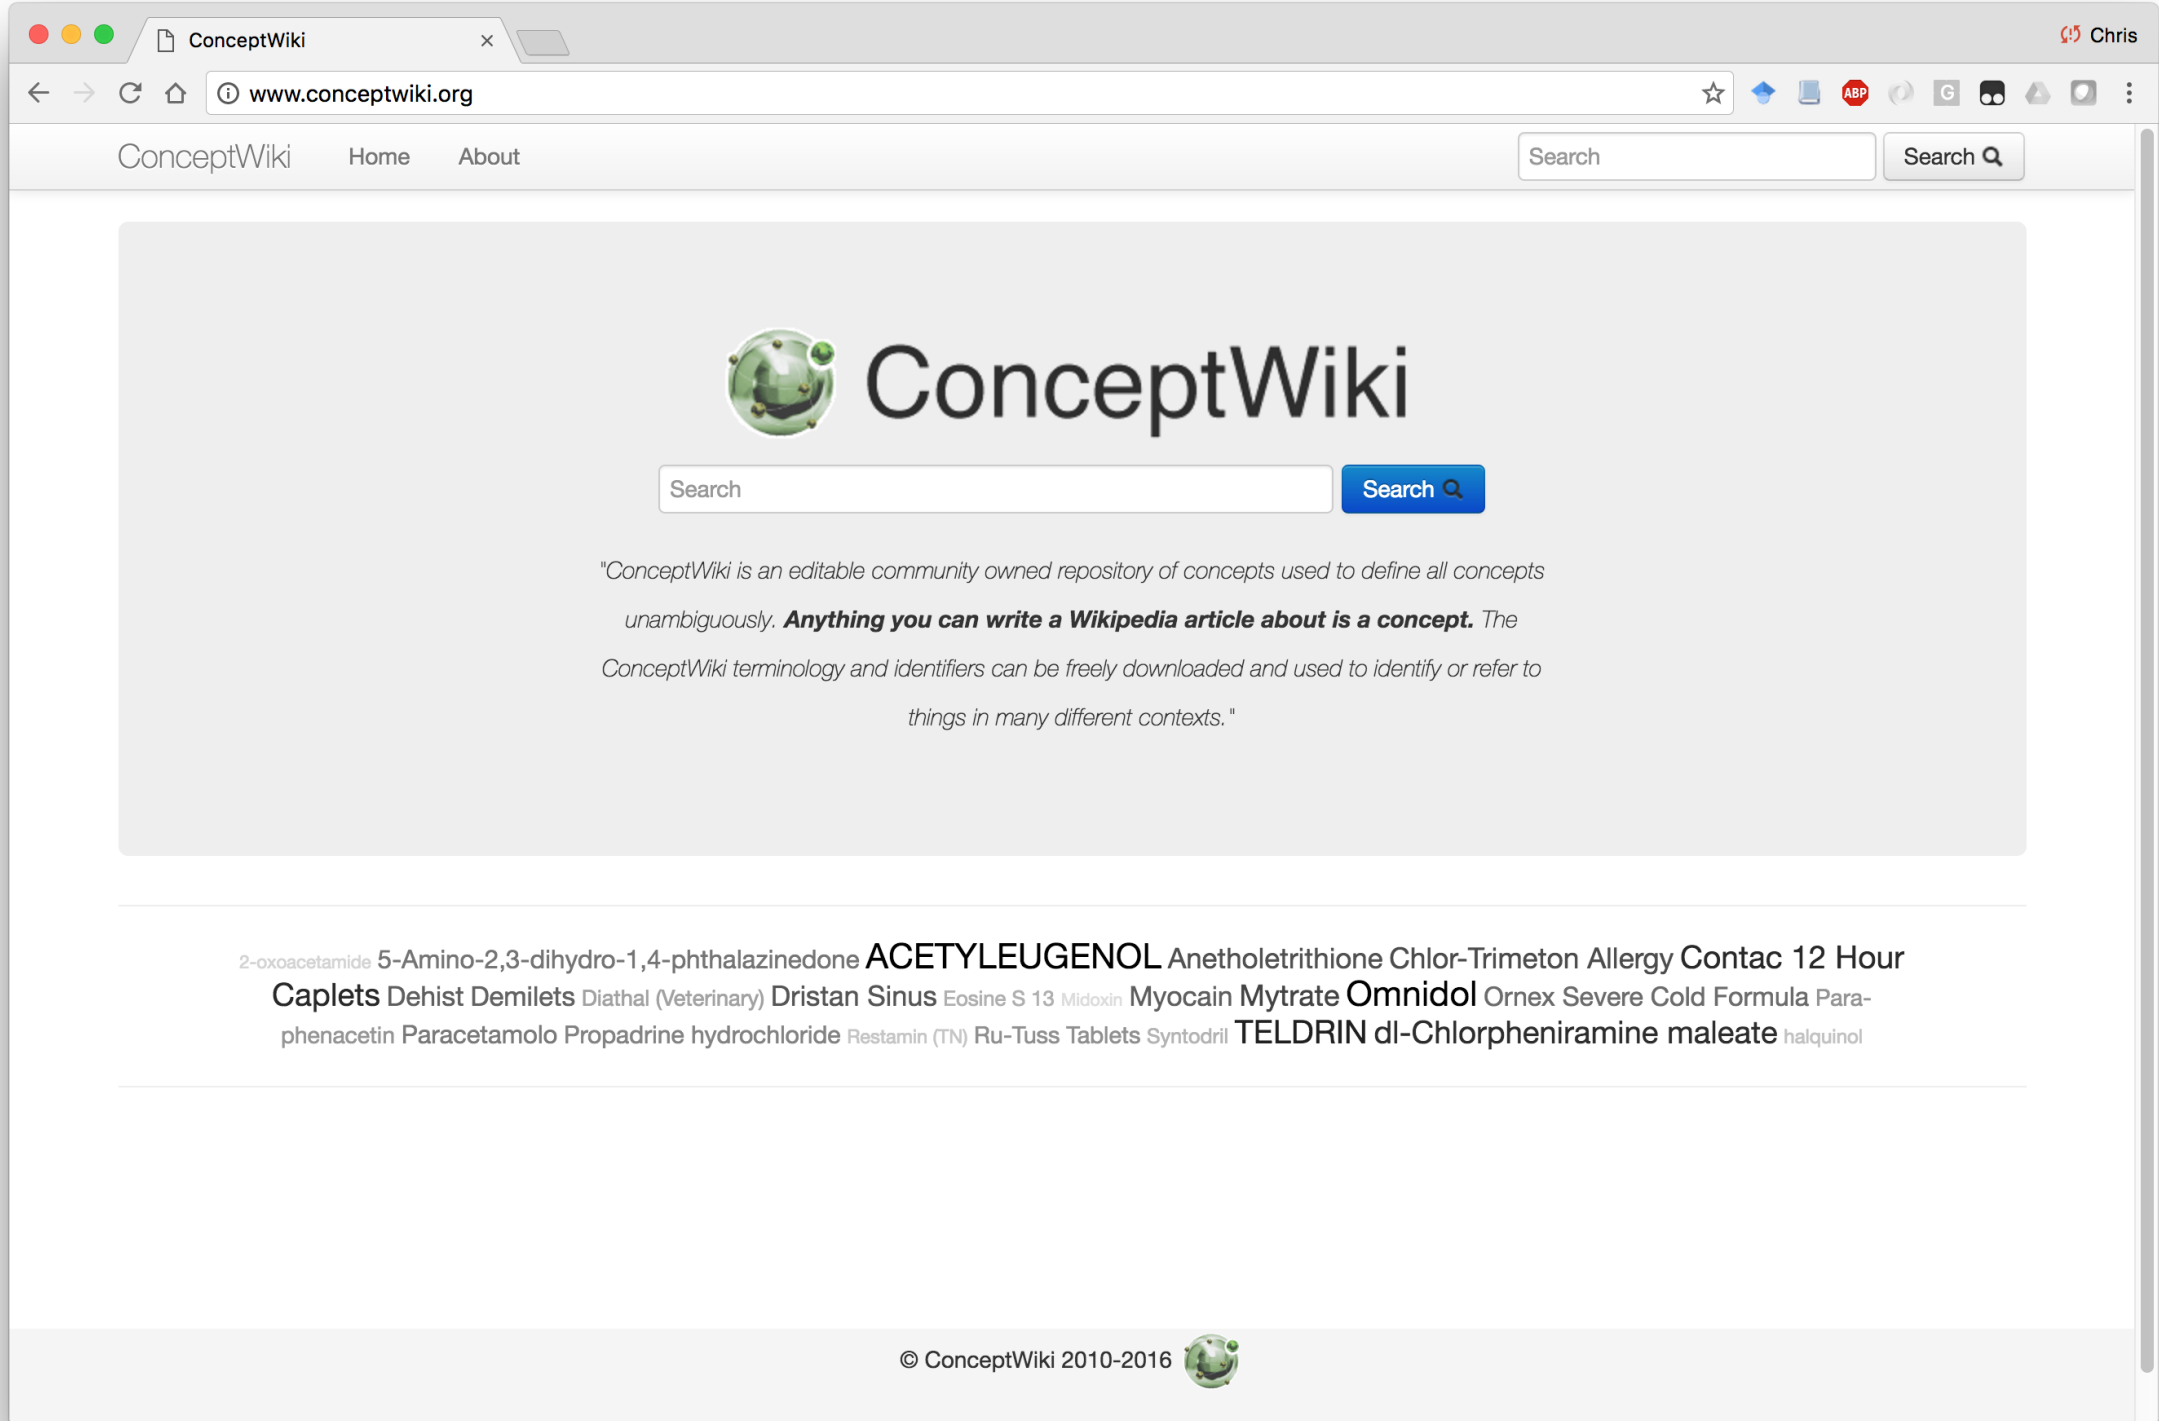 ConceptWiki
Chris
www.conceptwiki.org
ABP
G
ConceptWiki Home About Search Search
ConceptWiki
Search Search
"ConceptWiki is an editable community owned repository of concepts used to define all concepts
unambiguously. Anything you can write a Wikipedia article about is a concept. The
ConceptWiki terminology and identifiers can be freely downloaded and used to identify or refer to
things in many different contexts."
2-oxoacetamide 5-Amino-2,3-dihydro-1,4-phthalazinedone ACETYLEUGENOL Anetholetrithione Chlor-Trimeton Allergy Contac 12 Hour
Caplets Dehist Demilets Diathal (Veterinary) Dristan Sinus Eosine S 13 Midoxin Myocain Mytrate Omnidol Ornex Severe Cold Formula Para-
phenacetin Paracetamolo Propadrine hydrochloride Restamin (TN) Ru-Tuss Tablets Syntodril TELDRIN dl-Chlorpheniramine maleate halquinol
© ConceptWiki 2010-2016